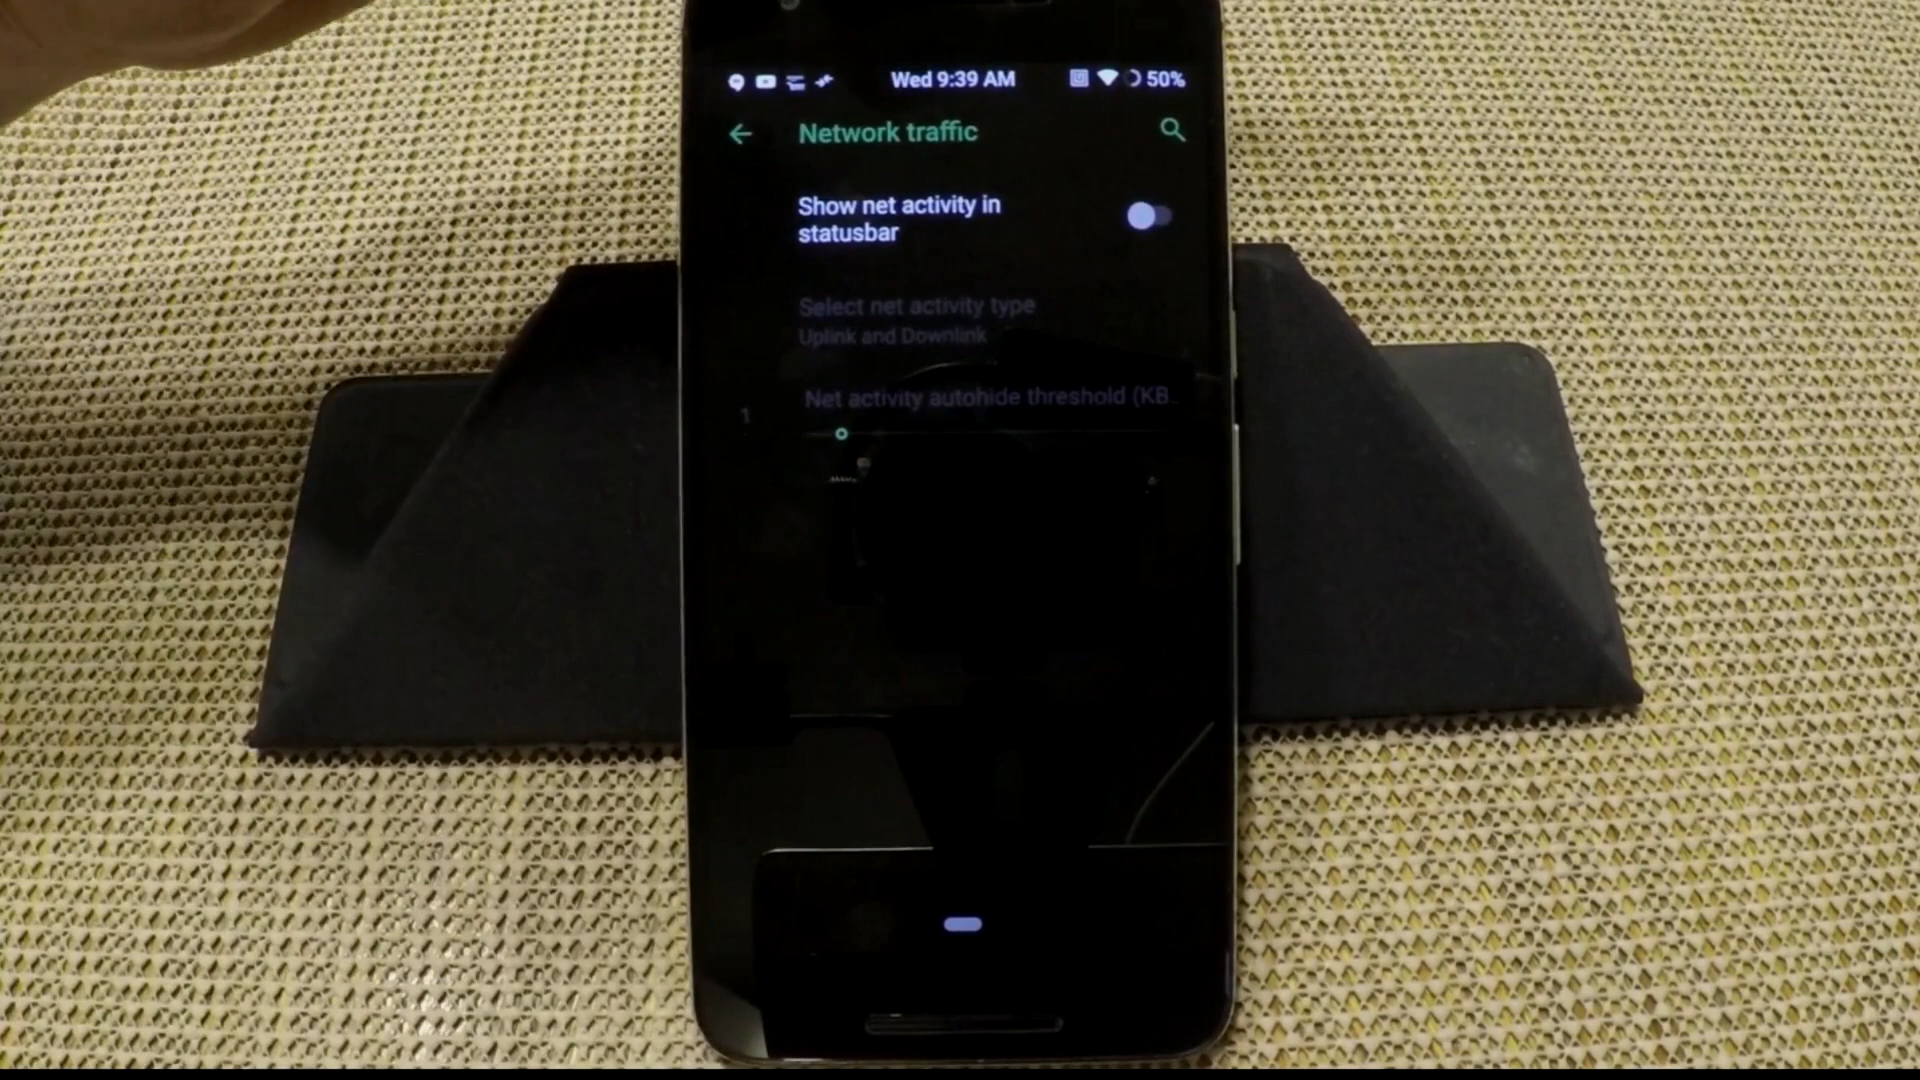 Wed 9:39 AM
50%
Network traffic
Show net activity in
statusbar
Select net activity type
Uplink and Downlink
Net activity autohide threshold (KB...
1